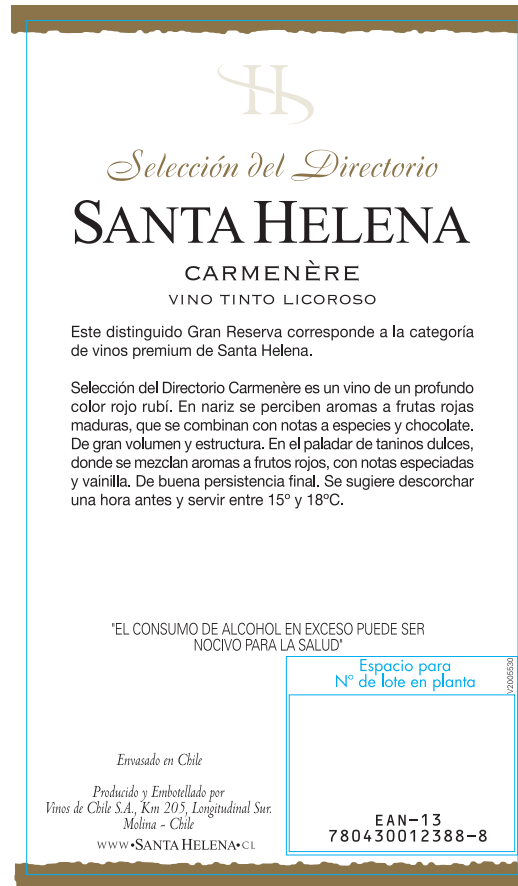 H
Selección del Directorio
SANTA HELENA
CARMENÈRE
VINO TINTO LICOROSO
Este distinguido Gran Reserva corresponde a la categoría
de vinos premium de Santa Helena.
Selección del Directorio Carmenère es un vino de un profundo
color rojo rubí. En nariz se perciben aromas a frutas rojas
maduras, que se combinan con notas a especies y chocolate.
De gran volumen y estructura. En el paladar de taninos dulces,
donde se mezclan aromas a frutos rojos, con notas especiadas
y vainilla. De buena persistencia final. Se sugiere descorchar
una hora antes y servir entre 15º y 18ºC.
"EL CONSUMO DE ALCOHOL EN EXCESO PUEDE SER
NOCIVO PARA LA SALUD"
Espacio para
Nº de lote en planta
V2005530
Envasado en Chile
Producido y Embotellado por
Vinos de Chile S.A., Km 205, Longitudinal Sur.
Molina - Chile
WWW•SANTA HELENA•CL
EAN-13
780430012388-8